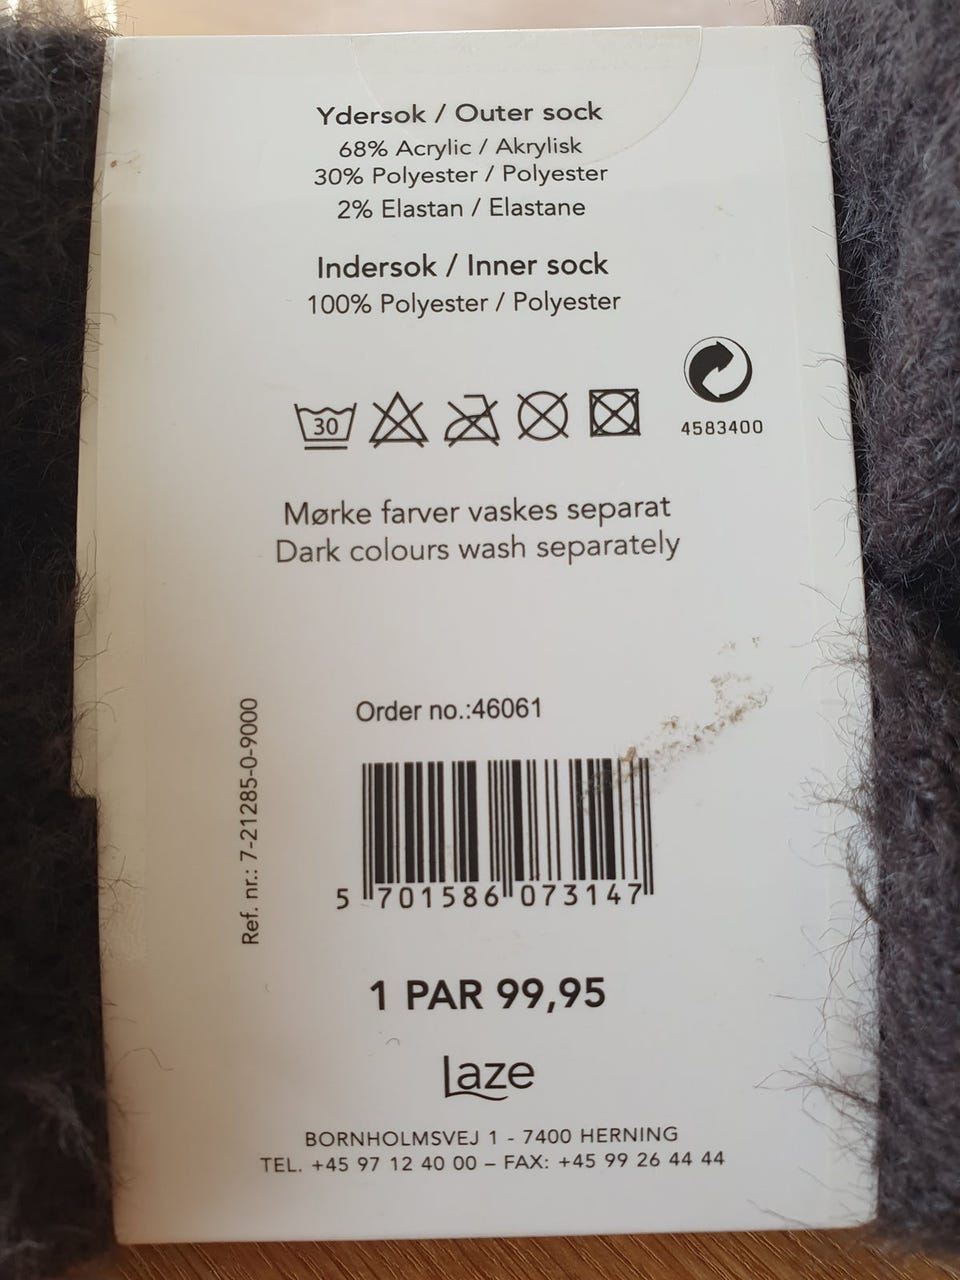 Ydersok / Outer sock
68% Acrylic / Akrylisk
30% Polyester / Polyester
2% Elastan / Elastane
Indersok / Inner sock
100% Polyester / Polyester
30
4583400
Mørke farver vaskes separat
Dark colours wash separately
Order no.:46061
Ref. nr.: 7-21285-0-9000
5 701586 073147
1 PAR 99,95
Laze
BORNHOLMSVEJ 1 - 7400 HERNING
TEL. +45 97 12 40 00 – FAX: +45 99 26 44 44